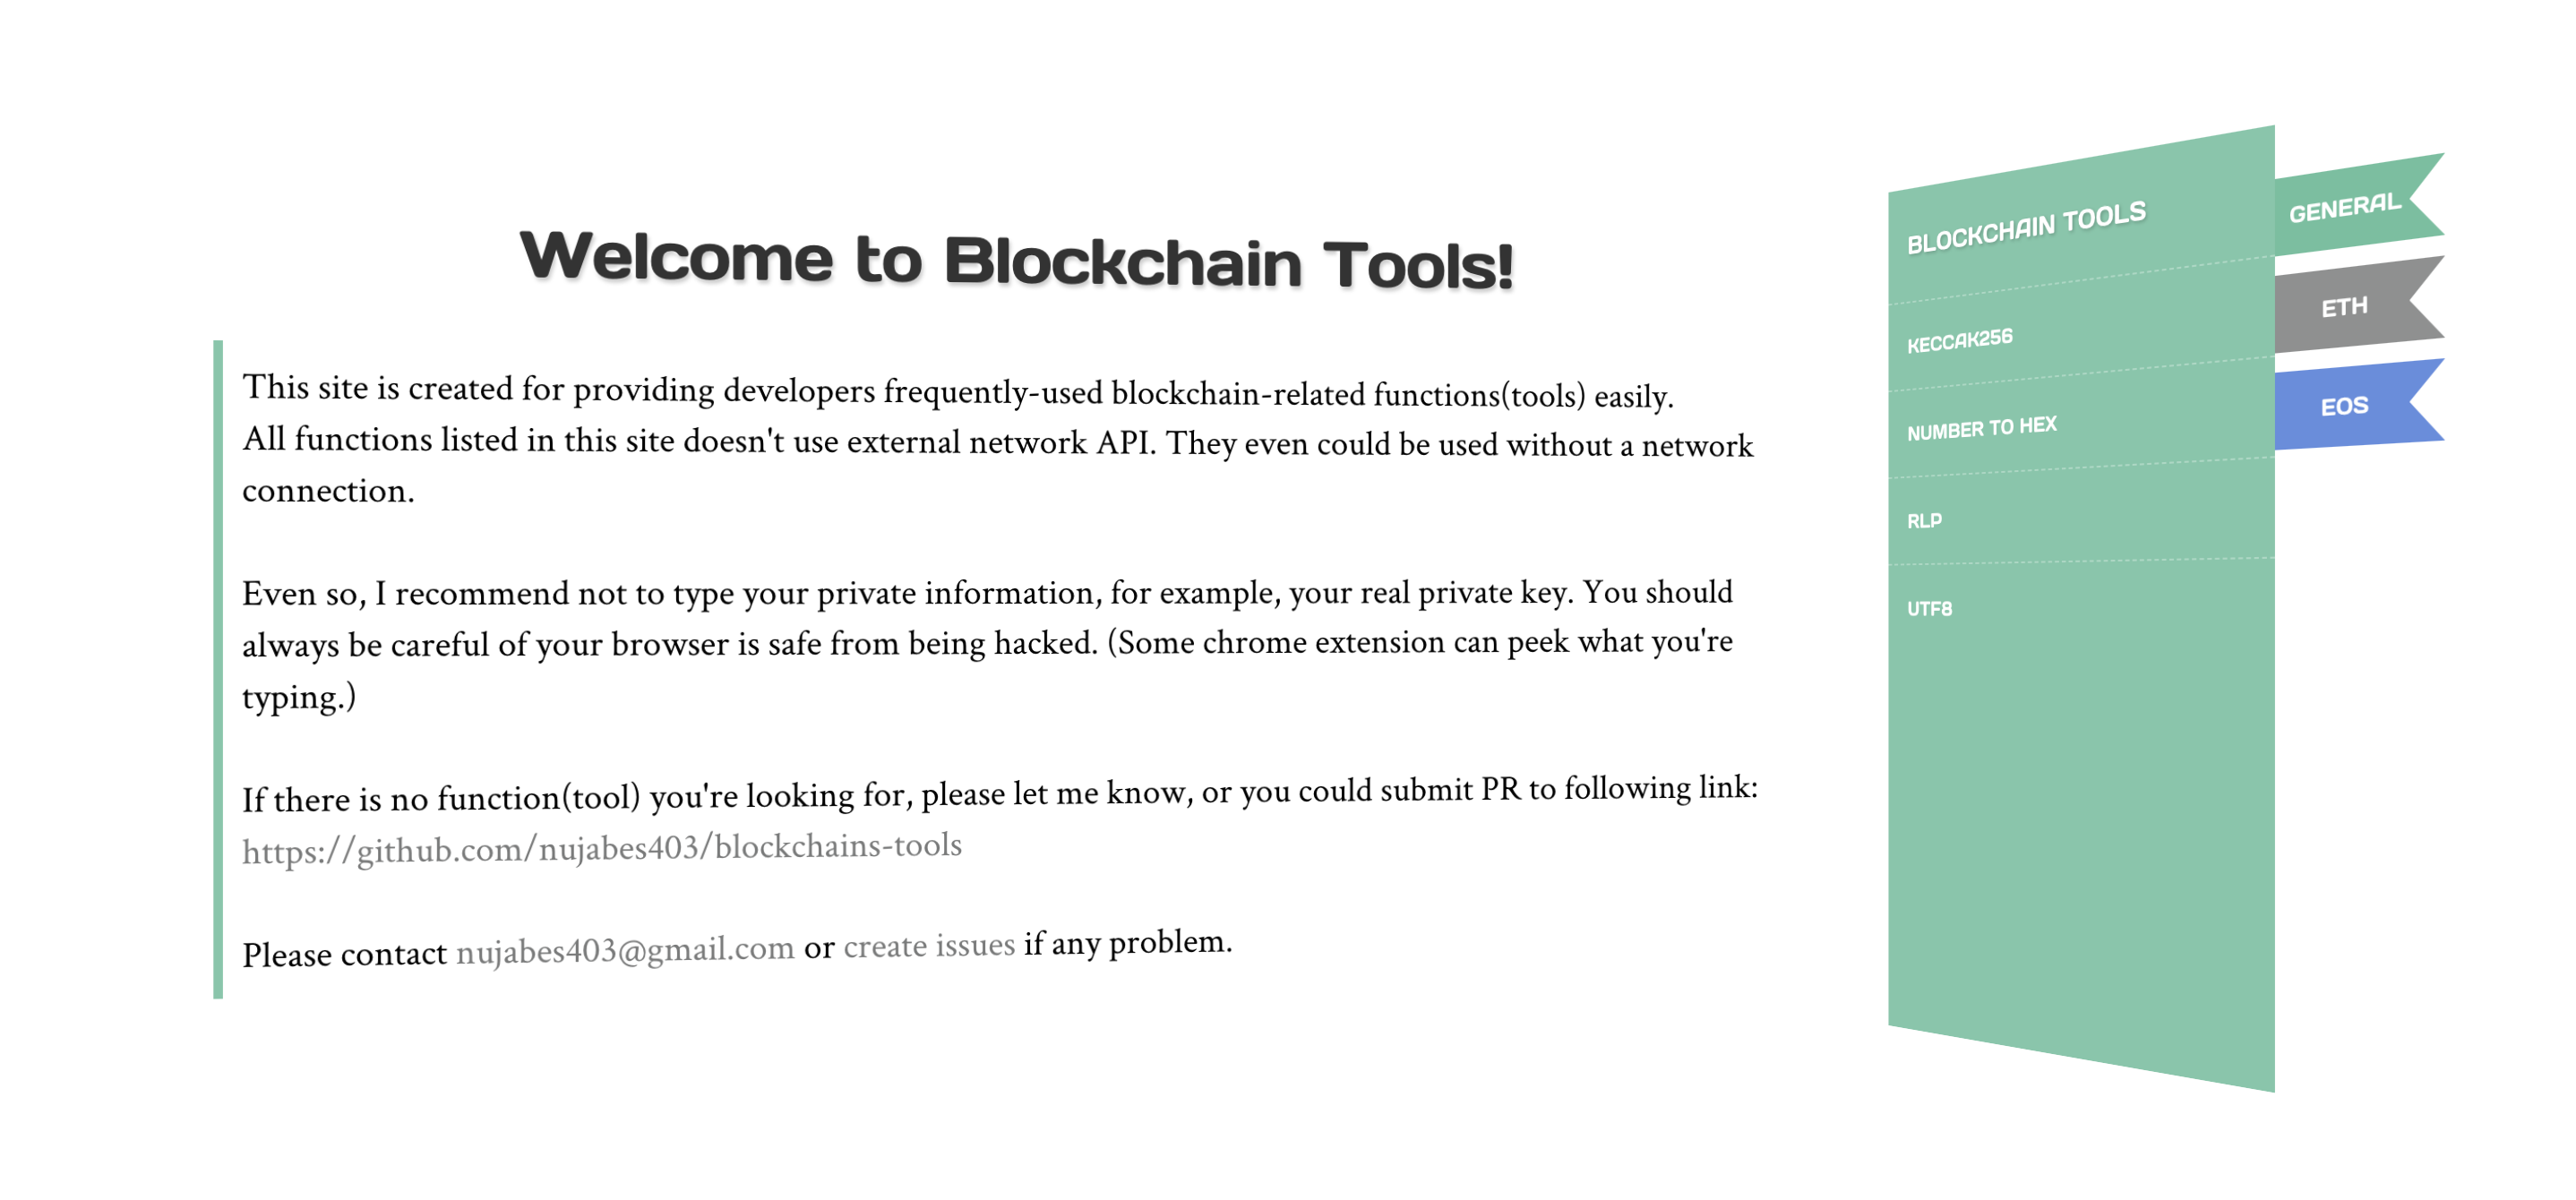 Welcome to Blockchain Tools!
This site is created for providing developers frequently-used blockchain-related functions(tools) easily.
All functions listed in this site doesn't use external network API. They even could be used without a network
connection.
Even so, I recommend not to type your private information, for example, your real private key. You should
always be careful of your browser is safe from being hacked. (Some chrome extension can peek what you're
typing.)
If there is no function(tool) you're looking for, please let me know, or you could submit PR to following link:
https://github.com/nujabes403/blockchains-tools
Please contact nujabes403@gmail.com or create issues if any problem.
BLOCKCHAIN TOOLS
KECCAK256
NUMBER TO HEX
RLP
UTF8
GENERAL
ETH
EOS